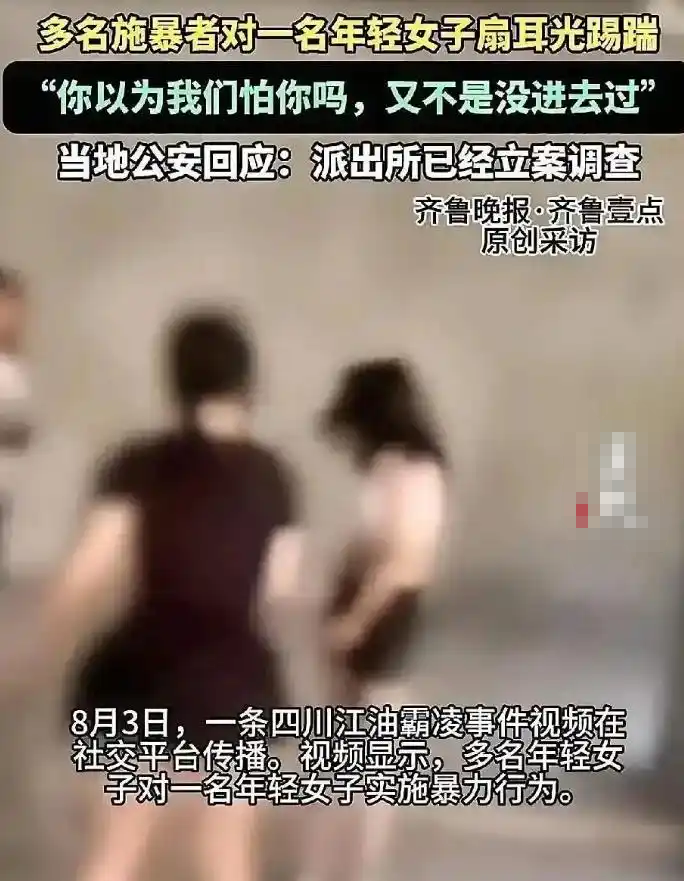 多名施暴者对一名年轻女子扇耳光踢踹
“你以为我们怕你吗，又不是没进去过”
当地公安回应：派出所已经立案调查
齐鲁晚报·齐鲁壹点
原创采访
8月3日，一条四川江油霸凌事件视频在
社交平台传播。视频显示，多名年轻女
子对一名年轻女子实施暴力行为。